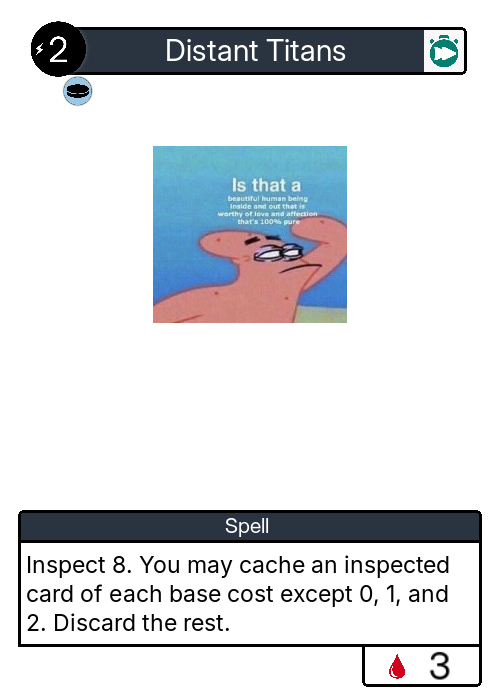 2
Distant Titans
Is that a
beautiful human being
inside and out that is
worthy of love and affection
that's 100% pure
Spell
Inspect 8. You may cache an inspected
card of each base cost except 0, 1, and
2. Discard the rest.
3